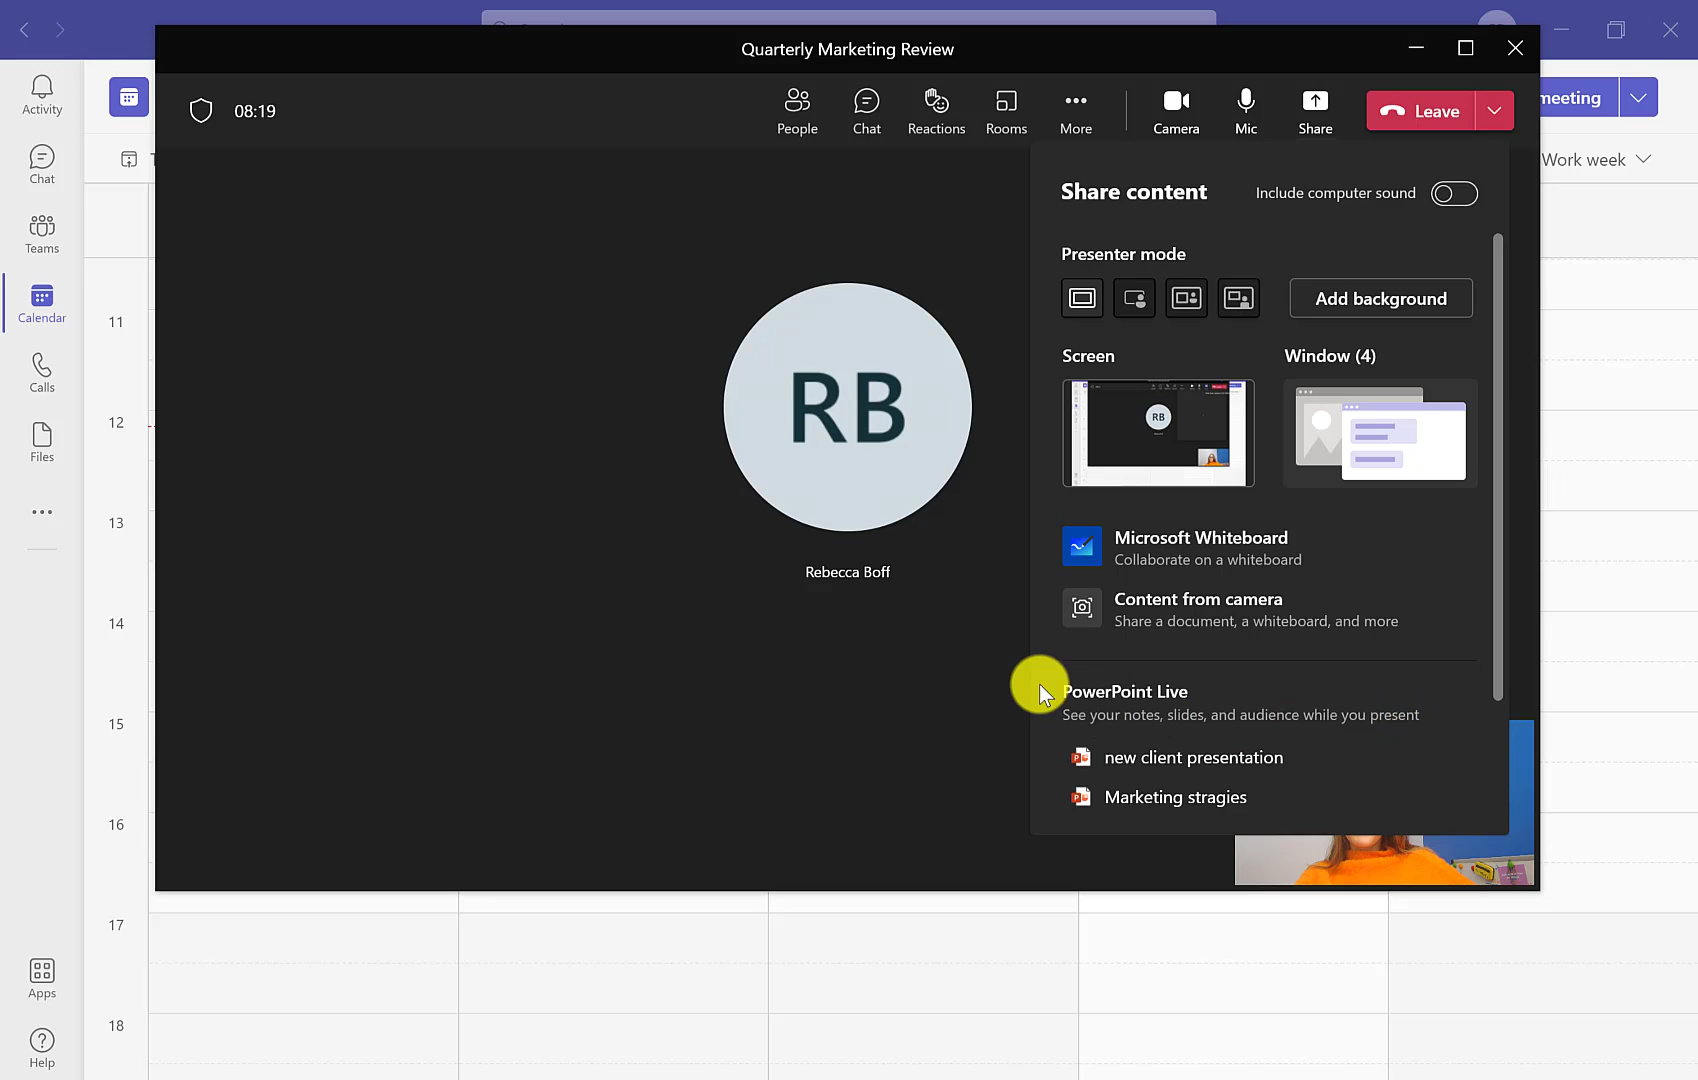 Quarterly Marketing Review
08:19
People
Chat
Reactions
Rooms
More
Camera
Mic
Share
Leave
meeting
Work week
Activity
Chat
Teams
Calendar
Calls
Files
Apps
Help
11
12
13
14
15
16
17
18
RB
Rebecca Boff
Share content
Include computer sound
Presenter mode
Add background
Screen
Window (4)
RB
Microsoft Whiteboard
Collaborate on a whiteboard
Content from camera
Share a document, a whiteboard, and more
PowerPoint Live
See your notes, slides, and audience while you present
new client presentation
Marketing stragies